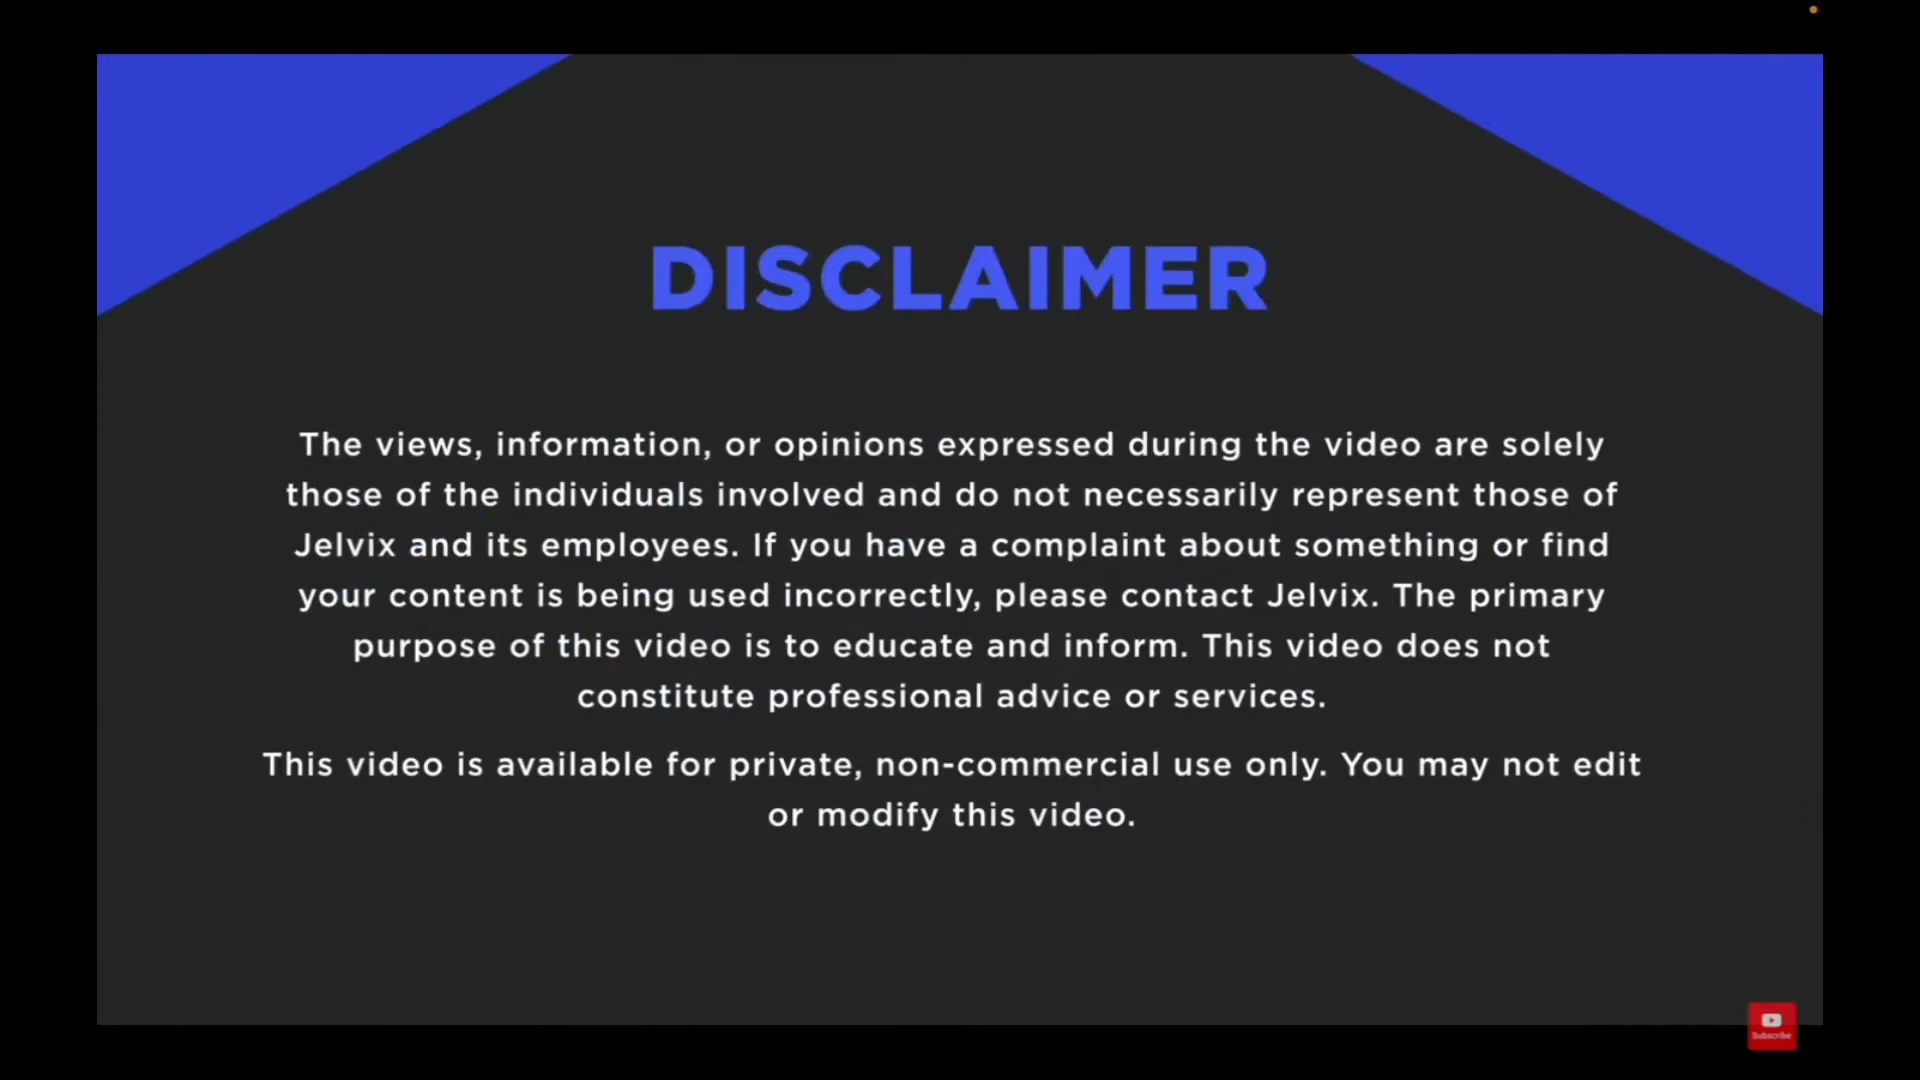 DISCLAIMER
The views, information, or opinions expressed during the video are solely
those of the individuals involved and do not necessarily represent those of
Jelvix and its employees. If you have a complaint about something or find
your content is being used incorrectly, please contact Jelvix. The primary
purpose of this video is to educate and inform. This video does not
constitute professional advice or services.
This video is available for private, non-commercial use only. You may not edit
or modify this video.
Subscribe